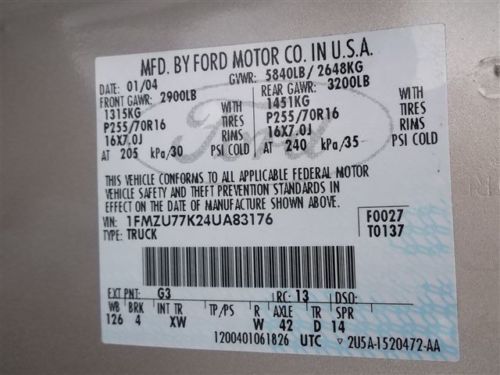 MFD. BY FORD MOTOR CO. IN U.S.A.
DATE: 01/04 GVWR: 5840LB/ 2648KG
FRONT GAWR: 2900LB REAR GAWR: 3200LB
1315KG WITH 1451KG WITH
P255/70R16 TIRES P255/70R16 TIRES
16X7.0J RIMS 16X7.0J RIMS
AT 205 kPa/30 PSI COLD AT 240 kPa/35 PSI COLD
Ford
THIS VEHICLE CONFORMS TO ALL APPLICABLE FEDERAL MOTOR
VEHICLE SAFETY AND THEFT PREVENTION STANDARDS IN
EFFECT ON THE DATE OF MANUFACTURE SHOWN ABOVE.
VIN: 1FMZU77K24UA83176 F0027
TYPE: TRUCK T0137
EXT PNT: G3 RC: 13 DSO:
WB BRK INT TR TP/PS R AX TR SPR
126 4 XW W 42 D 14
1200401061826 UTC ▽ 2U5A-1520472-AA